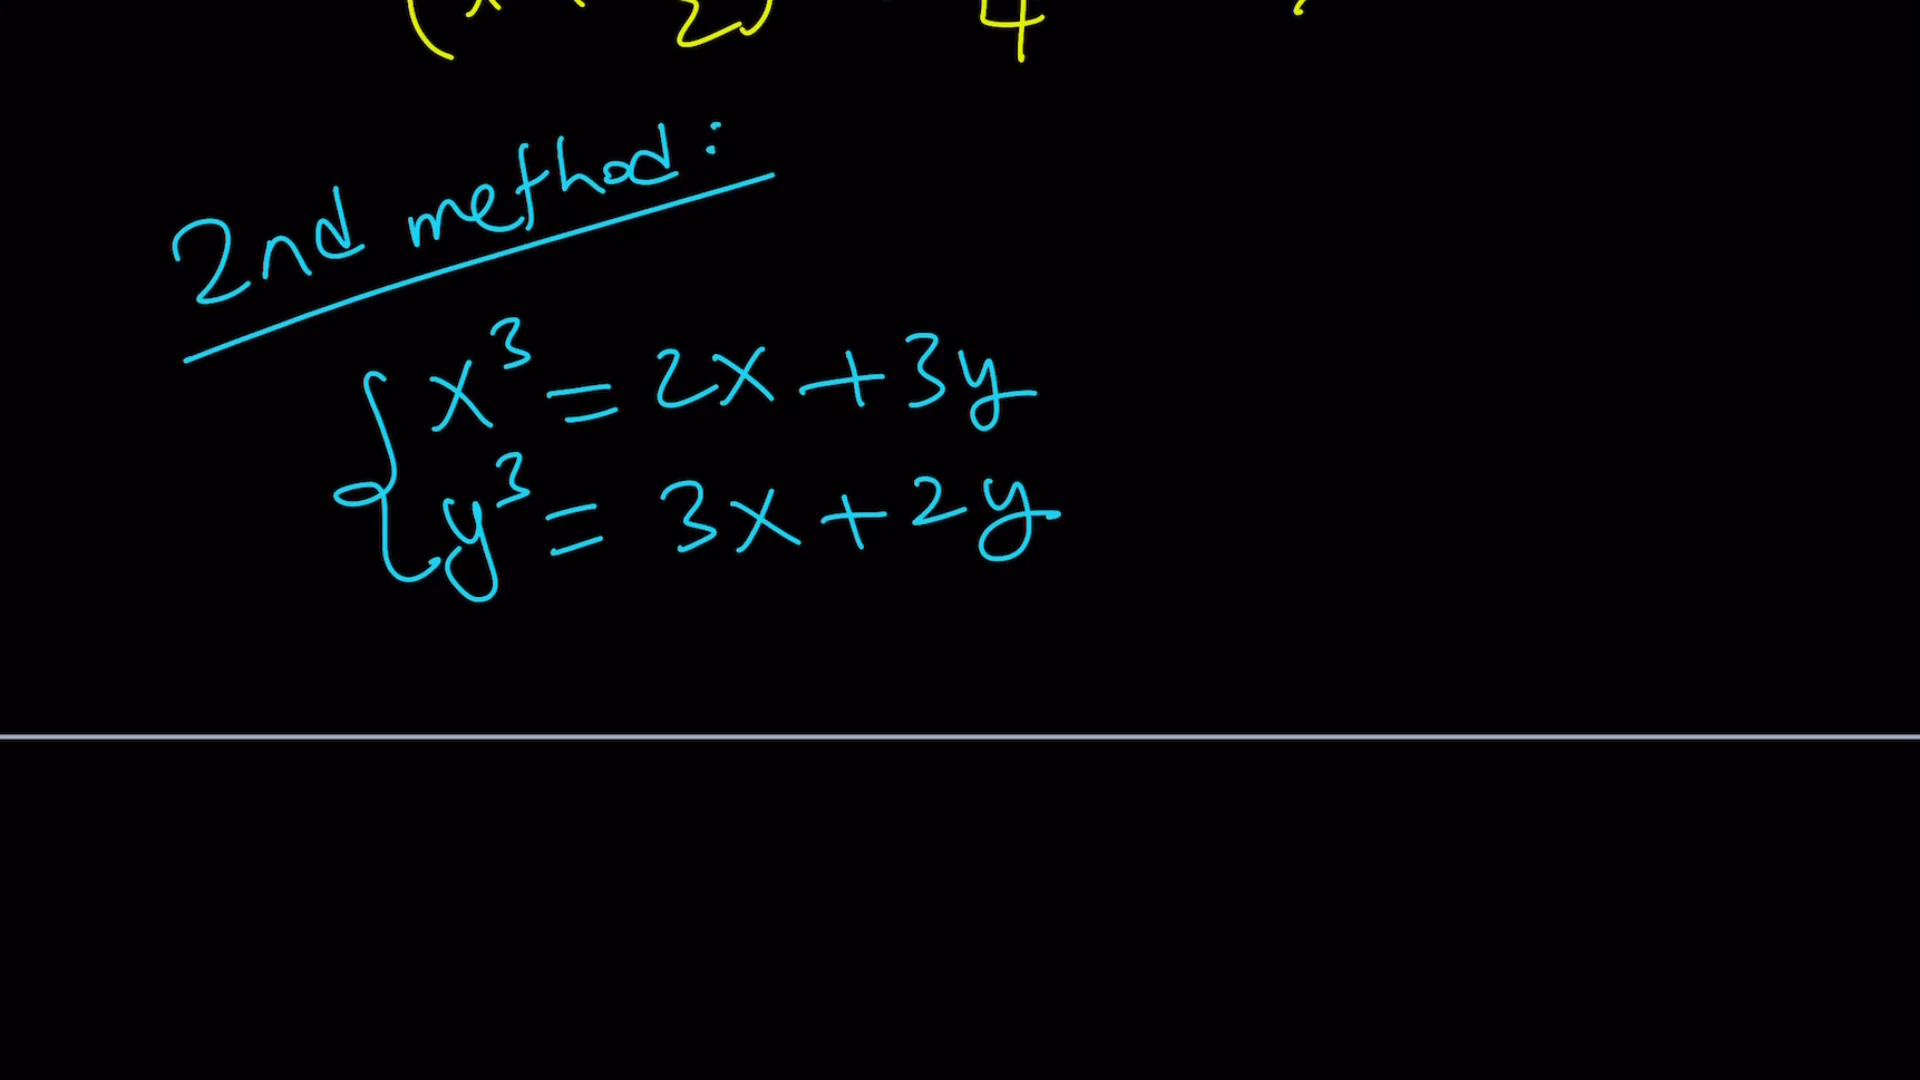 2nd method:
x³ = 2x + 3y
y³ = 3x + 2y